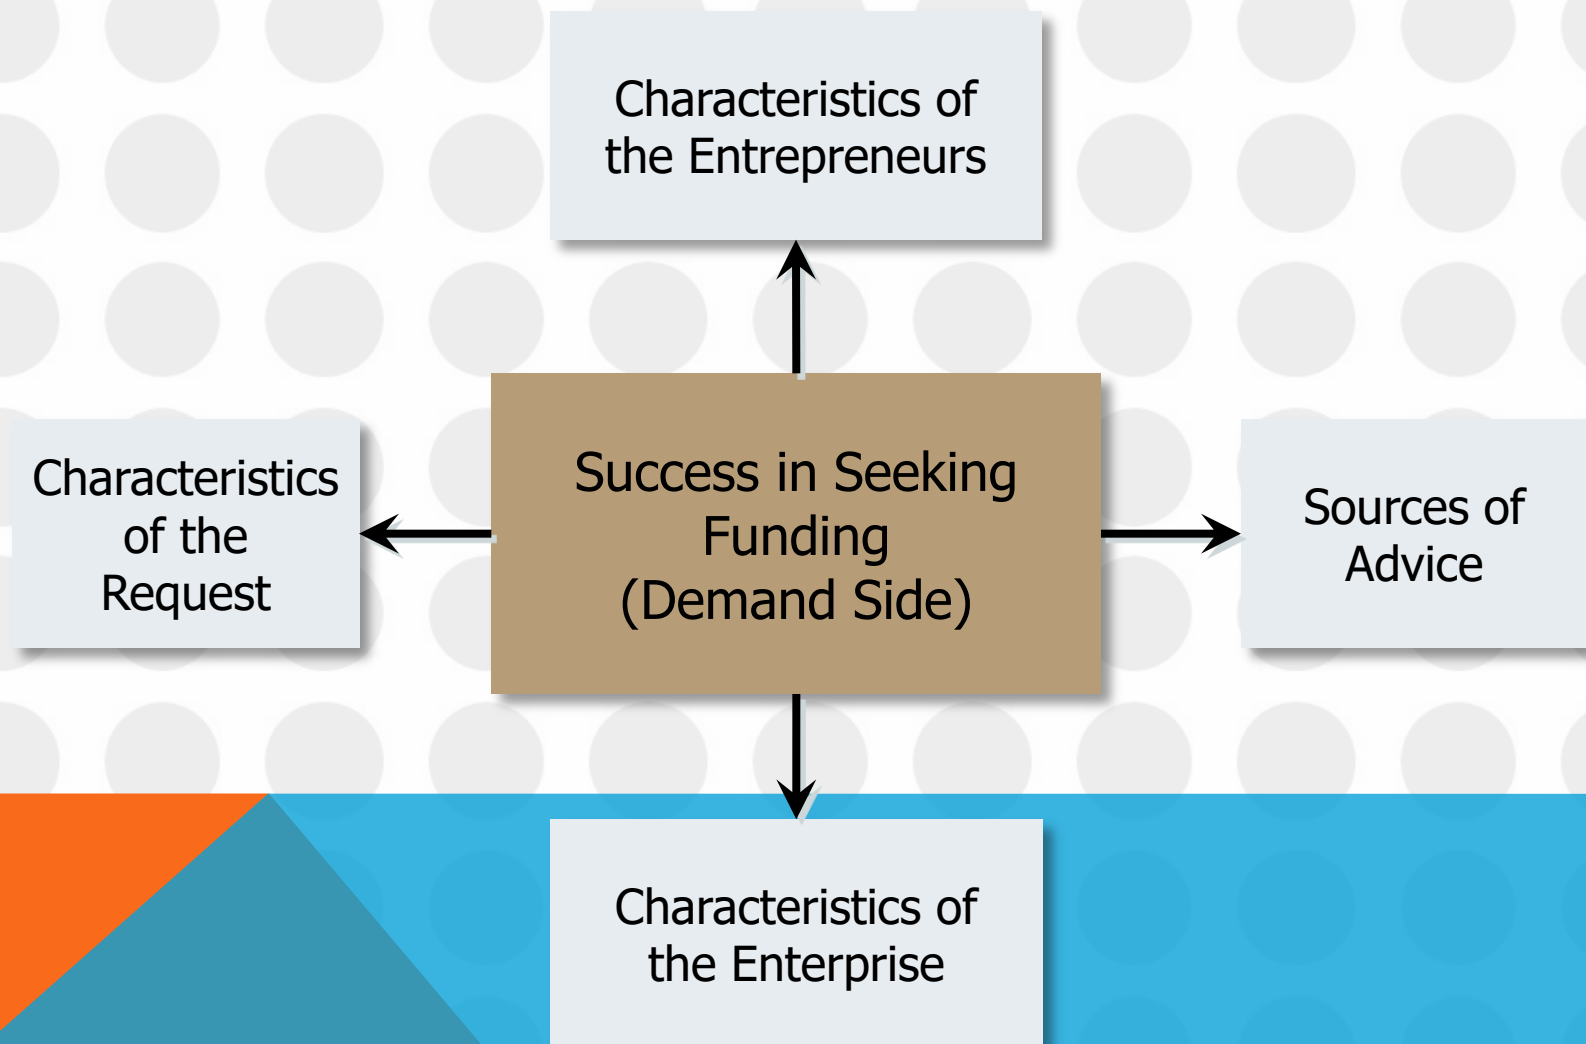 Characteristics of
the Entrepreneurs
Characteristics
of the
Request
Success in Seeking
Funding
(Demand Side)
Sources of
Advice
Characteristics of
the Enterprise